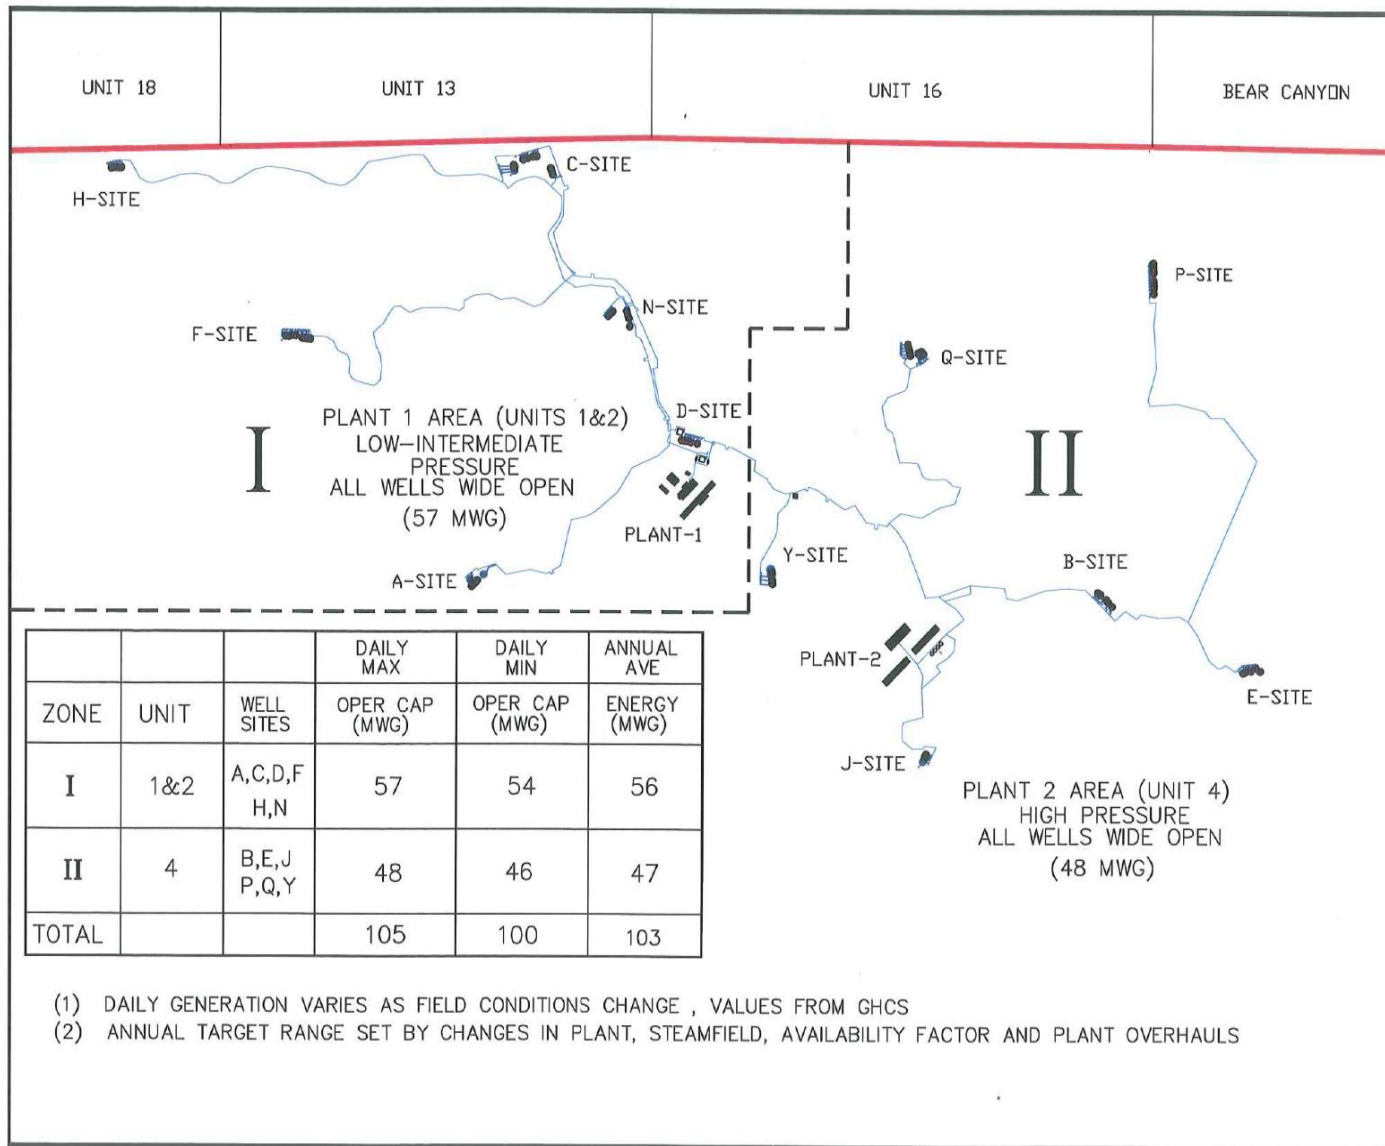 UNIT 18
UNIT 13
UNIT 16
BEAR CANYON
H-SITE
C-SITE
P-SITE
F-SITE
N-SITE
Q-SITE
I
PLANT 1 AREA (UNITS 1&2)
LOW-INTERMEDIATE
PRESSURE
ALL WELLS WIDE OPEN
(57 MWG)
D-SITE
II
PLANT-1
A-SITE
Y-SITE
B-SITE
PLANT-2
E-SITE
J-SITE
PLANT 2 AREA (UNIT 4)
HIGH PRESSURE
ALL WELLS WIDE OPEN
(48 MWG)
DAILY MAX DAILY MIN ANNUAL AVE
ZONE UNIT WELL SITES OPER CAP (MWG) OPER CAP (MWG) ENERGY (MWG)
I 1&2 A,C,D,F H,N 57 54 56
II 4 B,E,J P,Q,Y 48 46 47
TOTAL 105 100 103
(1) DAILY GENERATION VARIES AS FIELD CONDITIONS CHANGE , VALUES FROM GHCS
(2) ANNUAL TARGET RANGE SET BY CHANGES IN PLANT, STEAMFIELD, AVAILABILITY FACTOR AND PLANT OVERHAULS